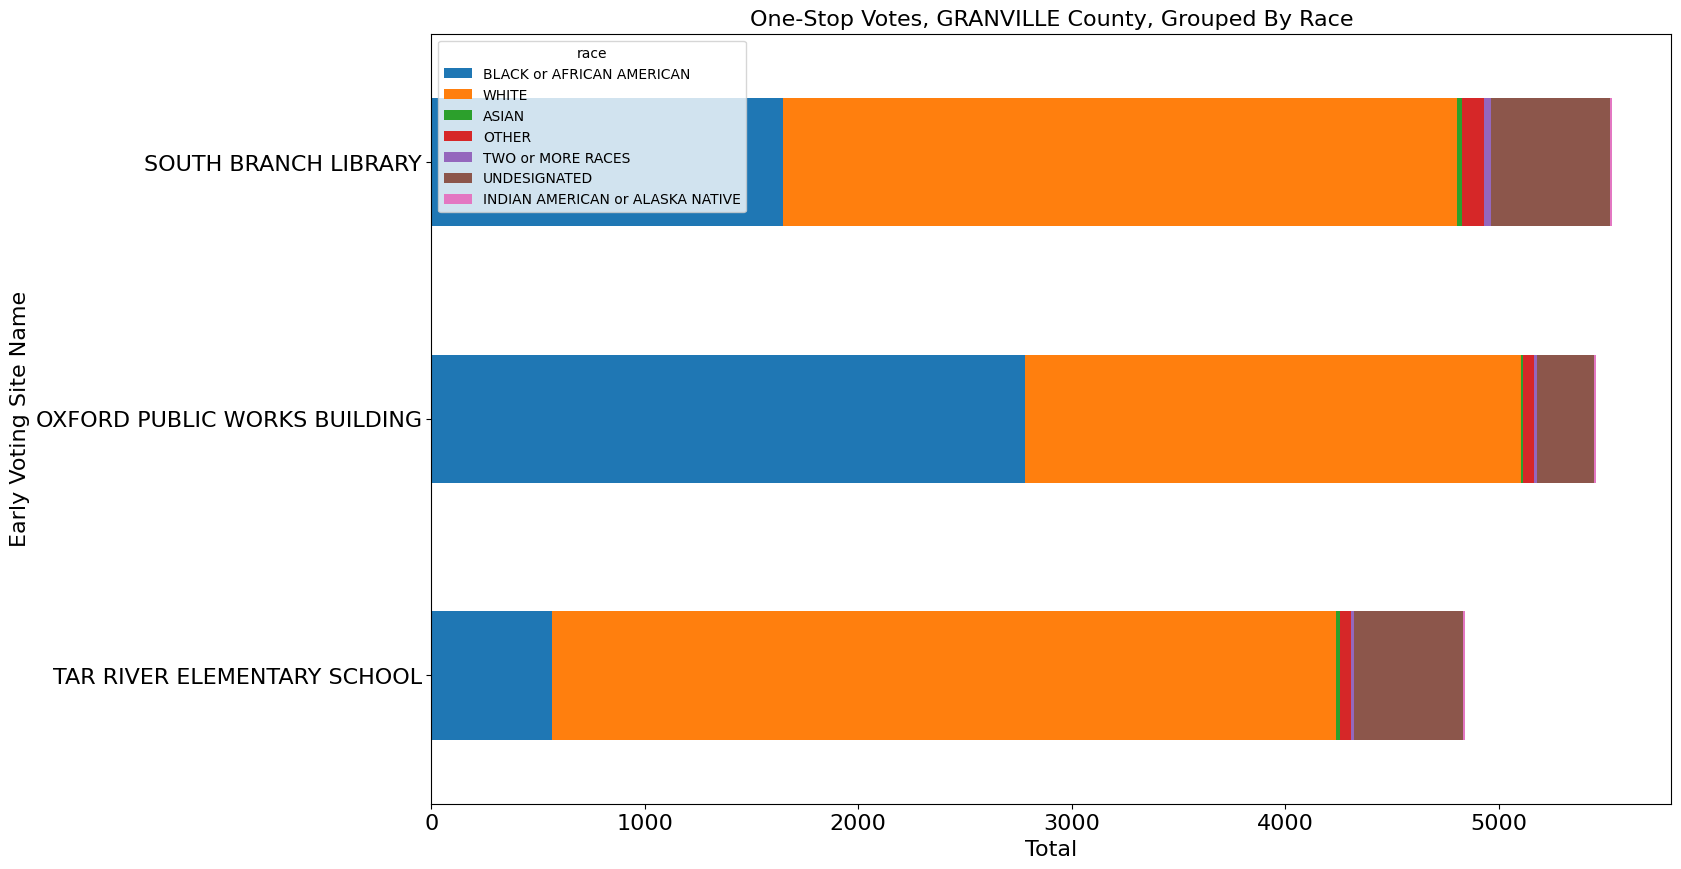 One-Stop Votes, GRANVILLE County, Grouped By Race
race
BLACK or AFRICAN AMERICAN
WHITE
ASIAN
OTHER
TWO or MORE RACES
UNDESIGNATED
INDIAN AMERICAN or ALASKA NATIVE
Early Voting Site Name
SOUTH BRANCH LIBRARY
OXFORD PUBLIC WORKS BUILDING
TAR RIVER ELEMENTARY SCHOOL
0 1000 2000 3000 4000 5000
Total